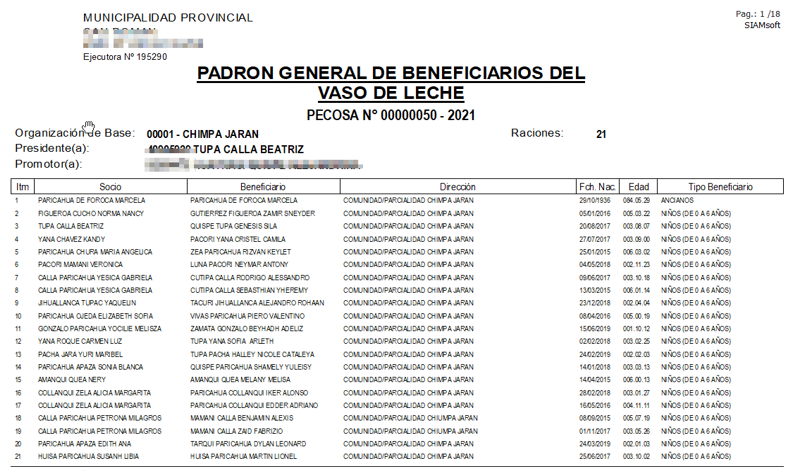 MUNICIPALIDAD PROVINCIAL
Pag.: 1 /18
SIAMsoft
Ejecutora Nº 195290
PADRON GENERAL DE BENEFICIARIOS DEL
VASO DE LECHE
PECOSA Nº 00000050 - 2021
Organización de Base: 00001 - CHIMPA JARAN Raciones: 21
Presidente(a): TUPA CALLA BEATRIZ
Promotor(a):
Itm Socio Beneficiario Dirección Fch. Nac. Edad Tipo Beneficiario
1 PARICAHUA DE FOROCA MARCELA PARICAHUA DE FOROCA MARCELA COMUNIDAD/PARCIALIDAD CHIMPA JARAN 29/10/1936 084.05.29 ANCIANOS
2 FIGUEROA CUCHO NORMA NANCY GUTIERREZ FIGUEROA ZAMIR SNEYDER COMUNIDAD/PARCIALIDAD CHIMPA JARAN 05/01/2016 005.03.22 NIÑOS (DE 0 A 6 AÑOS)
3 TUPA CALLA BEATRIZ QUISPE TUPA GENESIS SILA COMUNIDAD/PARCIALIDAD CHIMPA JARAN 20/08/2017 003.08.07 NIÑOS (DE 0 A 6 AÑOS)
4 YANA CHAVEZ KANDY PACORI YANA CRISTEL CAMILA COMUNIDAD/PARCIALIDAD CHIMPA JARAN 27/07/2017 003.09.00 NIÑOS (DE 0 A 6 AÑOS)
5 PARICAHUA CHURA MARIA ANGELICA ZEA PARICAHUA RIZVAN KEYLET COMUNIDAD/PARCIALIDAD CHIMPA JARAN 25/01/2015 006.03.02 NIÑOS (DE 0 A 6 AÑOS)
6 PACORI MAMANI VERONICA LUNA PACORI NEYMAR ANTONY COMUNIDAD/PARCIALIDAD CHIMPA JARAN 04/05/2018 002.11.23 NIÑOS (DE 0 A 6 AÑOS)
7 CALLA PARICAHUA YESICA GABRIELA CUTIPA CALLA RODRIGO ALESSANDRO COMUNIDAD/PARCIALIDAD CHIMPA JARAN 09/06/2017 003.10.18 NIÑOS (DE 0 A 6 AÑOS)
8 CALLA PARICAHUA YESICA GABRIELA CUTIPA CALLA SEBASTHIAN YHEREMY COMUNIDAD/PARCIALIDAD CHIMPA JARAN 13/03/2015 006.01.14 NIÑOS (DE 0 A 6 AÑOS)
9 JIHUALLANCA TUPAC YAQUELIN TACURI JIHUALLANCA ALEJANDRO ROHAAN COMUNIDAD/PARCIALIDAD CHIMPA JARAN 23/12/2018 002.04.04 NIÑOS (DE 0 A 6 AÑOS)
10 PARICAHUA OJEDA ELIZABETH SOFIA VIVAS PARICAHUA PIERO VALENTINO COMUNIDAD/PARCIALIDAD CHIMPA JARAN 08/04/2016 005.00.19 NIÑOS (DE 0 A 6 AÑOS)
11 GONZALO PARICAHUA YOCILIE MELISZA ZAMATA GONZALO BEYHADH ADELIZ COMUNIDAD/PARCIALIDAD CHIMPA JARAN 15/06/2019 001.10.12 NIÑOS (DE 0 A 6 AÑOS)
12 YANA ROQUE CARMEN LUZ TUPA YANA SOFIA ARLETH COMUNIDAD/PARCIALIDAD CHIMPA JARAN 02/02/2018 003.02.25 NIÑOS (DE 0 A 6 AÑOS)
13 PACHA JARA YURI MARIBEL TUPA PACHA HALLEY NICOLE CATALEYA COMUNIDAD/PARCIALIDAD CHIMPA JARAN 24/02/2019 002.02.03 NIÑOS (DE 0 A 6 AÑOS)
14 PARICAHUA APAZA SONIA BLANCA QUISPE PARICAHUA SHAMELY YULEISY COMUNIDAD/PARCIALIDAD CHIMPA JARAN 14/01/2018 003.03.13 NIÑOS (DE 0 A 6 AÑOS)
15 AMANQUI QUEA NERY AMANQUI QUEA MELANY MELISA COMUNIDAD/PARCIALIDAD CHIMPA JARAN 14/04/2015 006.00.13 NIÑOS (DE 0 A 6 AÑOS)
16 COLLANQUI ZELA ALICIA MARGARITA PARICAHUA COLLANQUI IKER ALONSO COMUNIDAD/PARCIALIDAD CHIMPA JARAN 28/02/2018 003.01.27 NIÑOS (DE 0 A 6 AÑOS)
17 COLLANQUI ZELA ALICIA MARGARITA PARICAHUA COLLANQUI EDDER ADRIANO COMUNIDAD/PARCIALIDAD CHIMPA JARAN 16/05/2016 004.11.11 NIÑOS (DE 0 A 6 AÑOS)
18 CALLA PARICAHUA PETRONA MILAGROS MAMANI CALLA BENJAMIN ALEXIS COMUNIDAD/PARCIALIDAD CHIUMPA JARAN 08/09/2015 005.07.19 NIÑOS (DE 0 A 6 AÑOS)
19 CALLA PARICAHUA PETRONA MILAGROS MAMANI CALLA ZAID FABRIZIO COMUNIDAD/PARCIALIDAD CHIUMPA JARAN 01/11/2017 003.05.26 NIÑOS (DE 0 A 6 AÑOS)
20 PARICAHUA APAZA EDITH ANA TARQUI PARICAHUA DYLAN LEONARD COMUNIDAD/PARCIALIDAD CHIMPA JARAN 24/03/2019 002.01.03 NIÑOS (DE 0 A 6 AÑOS)
21 HUISA PARICAHUA SUSANH LIBIA HUISA PARICAHUA MARTIN LIONEL COMUNIDAD/PARCIALIDAD CHIMPA JARAN 25/06/2017 003.10.02 NIÑOS (DE 0 A 6 AÑOS)